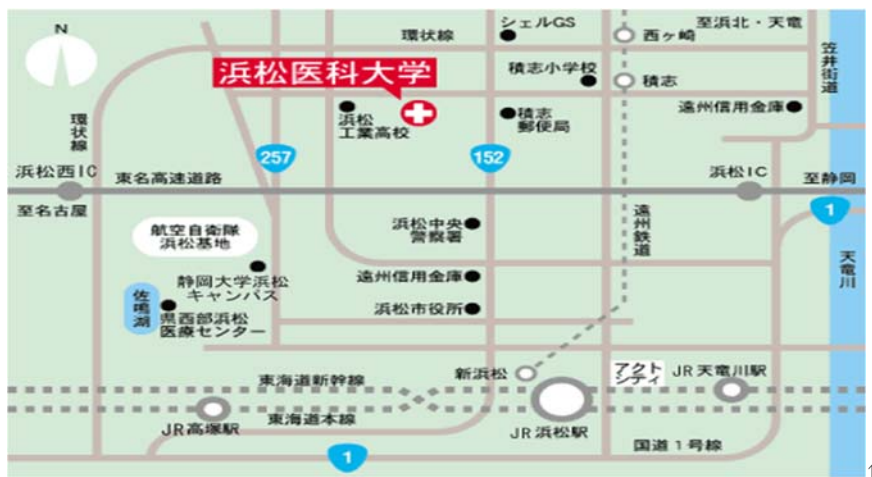 N
環状線
シェルGS
西ヶ崎
至浜北・天竜
笠井街道
浜松医科大学
積志小学校
積志
浜松
工業高校
積志
郵便局
遠州信用金庫
環状線
257
152
浜松西IC
東名高速道路
浜松IC
至静岡
至名古屋
1
航空自衛隊
浜松基地
浜松中央
警察署
遠州鉄道
天竜川
静岡大学浜松
キャンパス
遠州信用金庫
佐鳴湖
県西部浜松
医療センター
浜松市役所
新浜松
アクト
シティ
JR天竜川駅
東海道新幹線
JR高塚駅
東海道本線
JR浜松駅
国道1号線
1
1